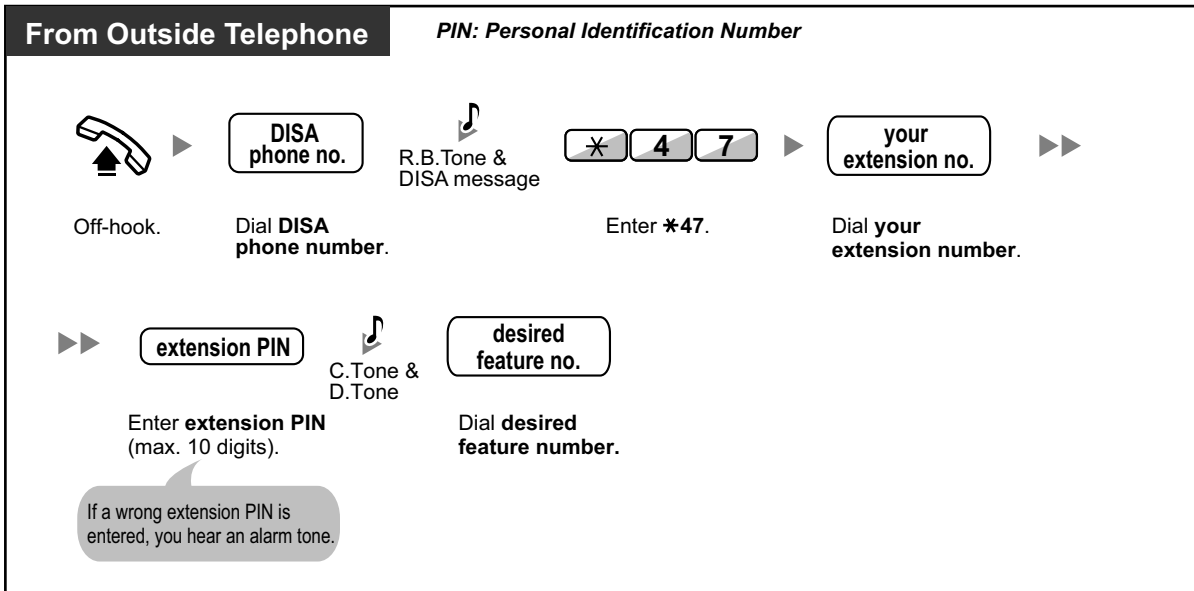 From Outside Telephone
PIN: Personal Identification Number
DISA
phone no.
R.B.Tone &
DISA message
* 4 7
your
extension no.
Off-hook.
Dial DISA
phone number.
Enter *47.
Dial your
extension number.
extension PIN
C.Tone &
D.Tone
desired
feature no.
Enter extension PIN
(max. 10 digits).
Dial desired
feature number.
If a wrong extension PIN is
entered, you hear an alarm tone.